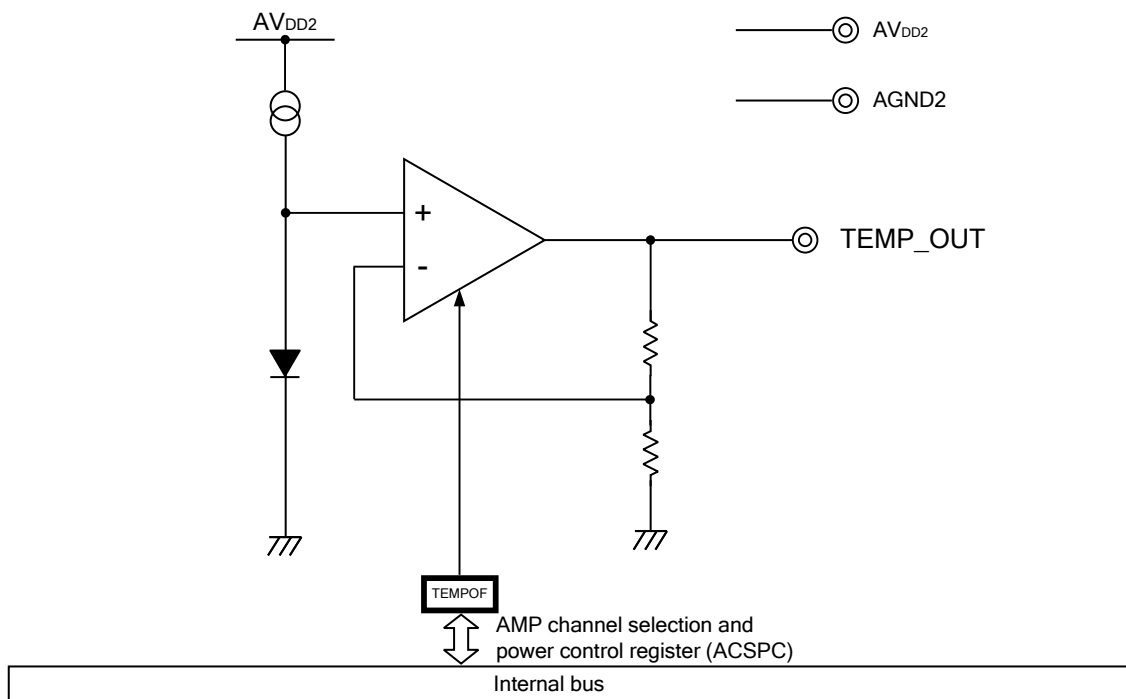 AVDD2
AVDD2
AGND2
+
-
TEMP_OUT
TEMPOF
AMP channel selection and
power control register (ACSPC)
Internal bus